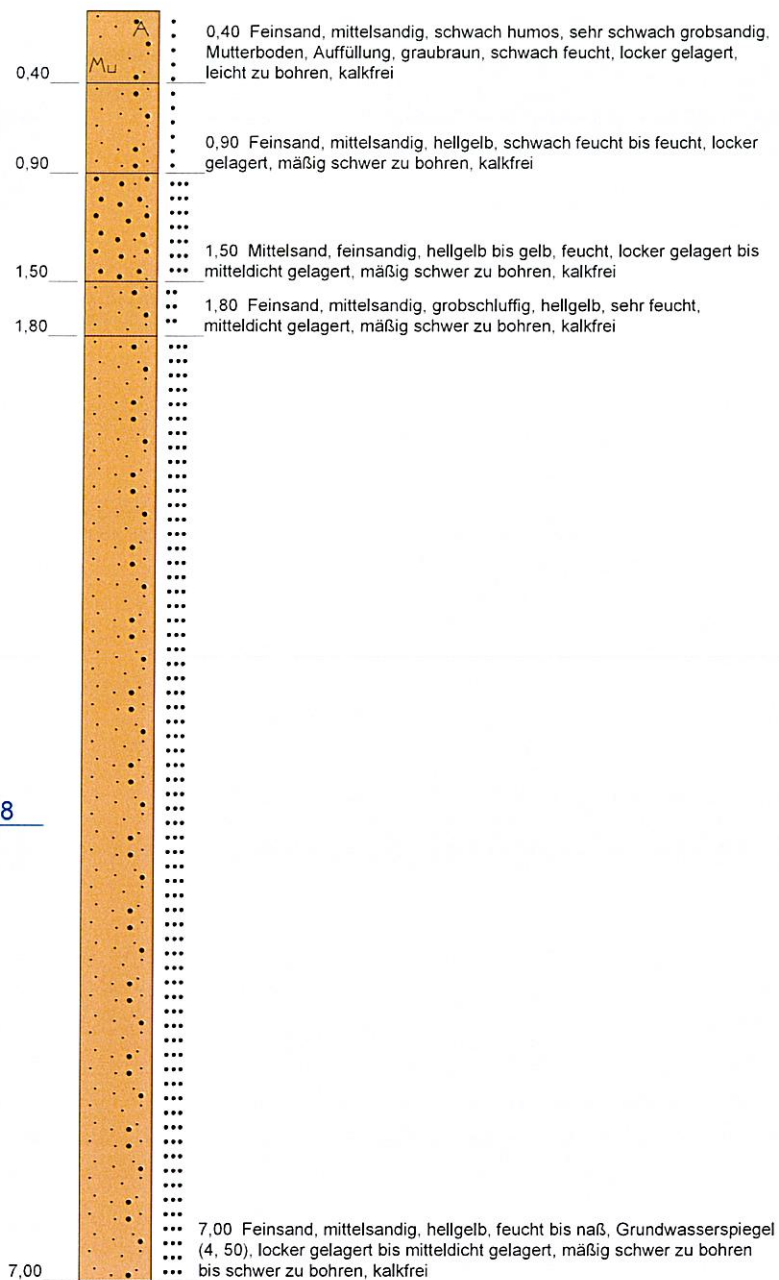 A
0,40 Feinsand, mittelsandig, schwach humos, sehr schwach grobsandig,
Mutterboden, Auffüllung, graubraun, schwach feucht, locker gelagert,
leicht zu bohren, kalkfrei
Mu
0,40
0,90 Feinsand, mittelsandig, hellgelb, schwach feucht bis feucht, locker
gelagert, mäßig schwer zu bohren, kalkfrei
0,90
1,50 Mittelsand, feinsandig, hellgelb bis gelb, feucht, locker gelagert bis
mitteldicht gelagert, mäßig schwer zu bohren, kalkfrei
1,50
1,80 Feinsand, mittelsandig, grobschluffig, hellgelb, sehr feucht,
mitteldicht gelagert, mäßig schwer zu bohren, kalkfrei
1,80
8
7,00 Feinsand, mittelsandig, hellgelb, feucht bis naß, Grundwasserspiegel
(4, 50), locker gelagert bis mitteldicht gelagert, mäßig schwer zu bohren
bis schwer zu bohren, kalkfrei
7,00